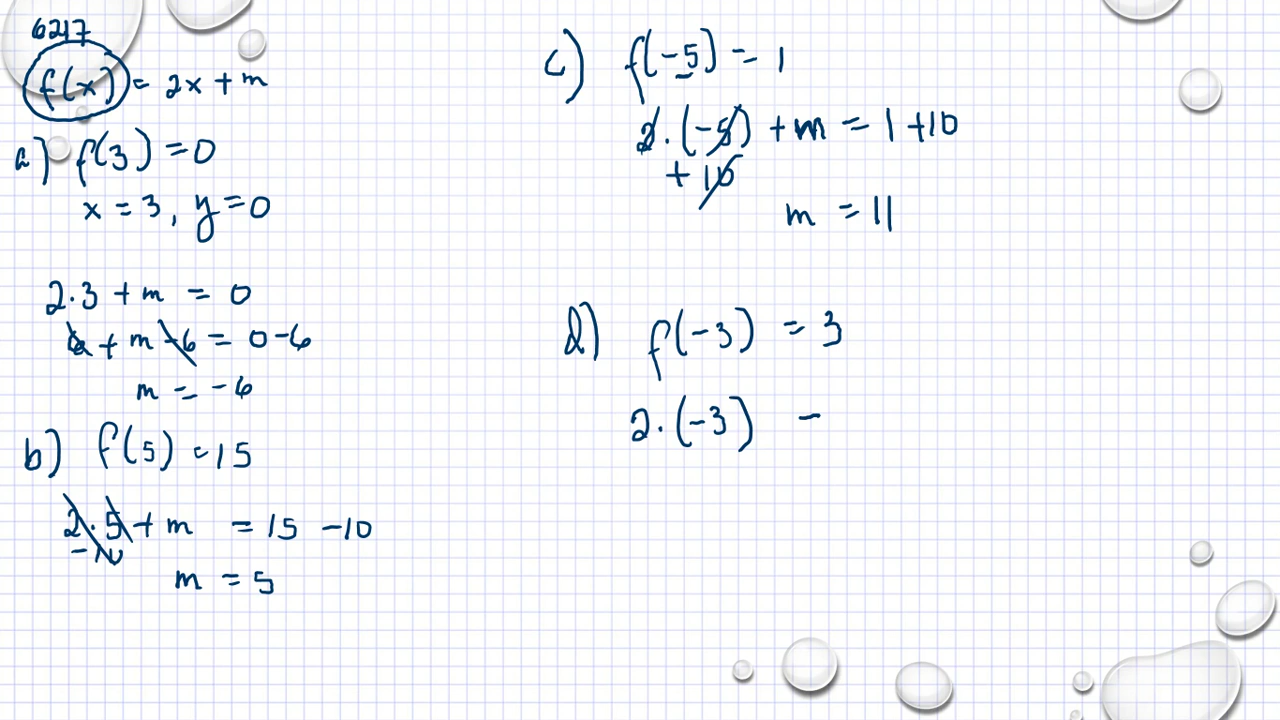 6217
f(x) = 2x + m
a) f(3) = 0
x = 3, y = 0
2·3 + m = 0
6 + m - 6 = 0 - 6
m = -6
b) f(5) = 15
2·5 + m = 15 - 10
- 10
m = 5
c) f(-5) = 1
2·(-5) + m = 1 + 10
+ 10
m = 11
d) f(-3) = 3
2·(-3) -